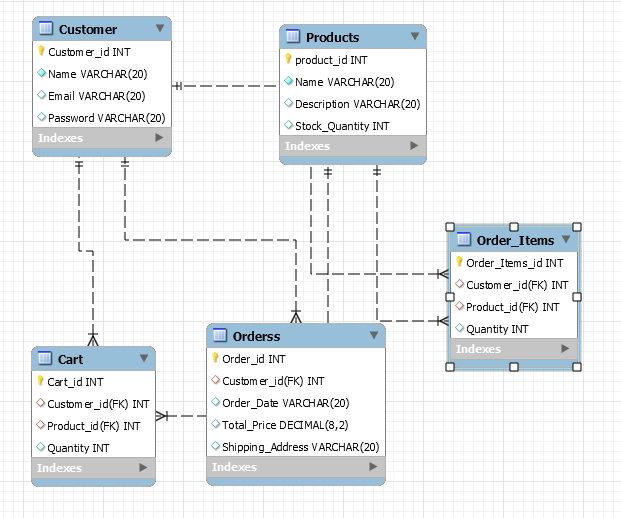 Customer
Customer_id INT
Name VARCHAR(20)
Email VARCHAR(20)
Password VARCHAR(20)
Indexes
Products
product_id INT
Name VARCHAR(20)
Description VARCHAR(20)
Stock_Quantity INT
Indexes
Order_Items
Order_Items_id INT
Customer_id(FK) INT
Product_id(FK) INT
Quantity INT
Indexes
Cart
Cart_id INT
Customer_id(FK) INT
Product_id(FK) INT
Quantity INT
Indexes
Orderss
Order_id INT
Customer_id(FK) INT
Order_Date VARCHAR(20)
Total_Price DECIMAL(8,2)
Shipping_Address VARCHAR(20)
Indexes